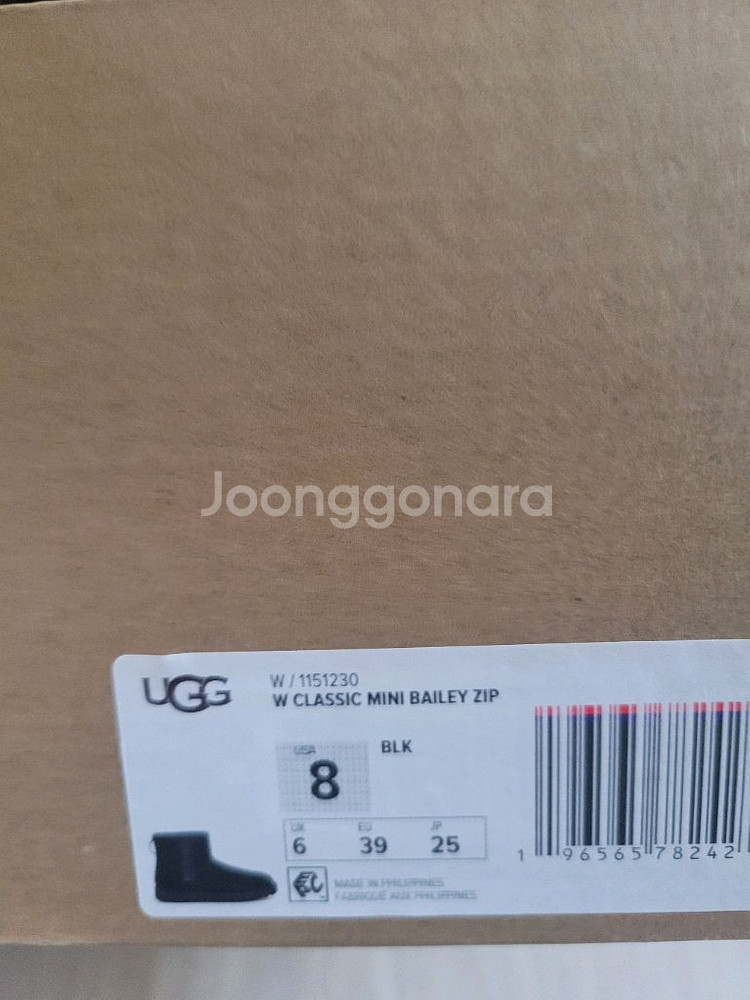 Joonggonara
UGG
W / 1151230
W CLASSIC MINI BAILEY ZIP
USA
8
BLK
UK EU JP
6 39 25
MADE IN PHILIPPINES
FABRIQUÉ AUX PHILIPPINES
1 96565 78242